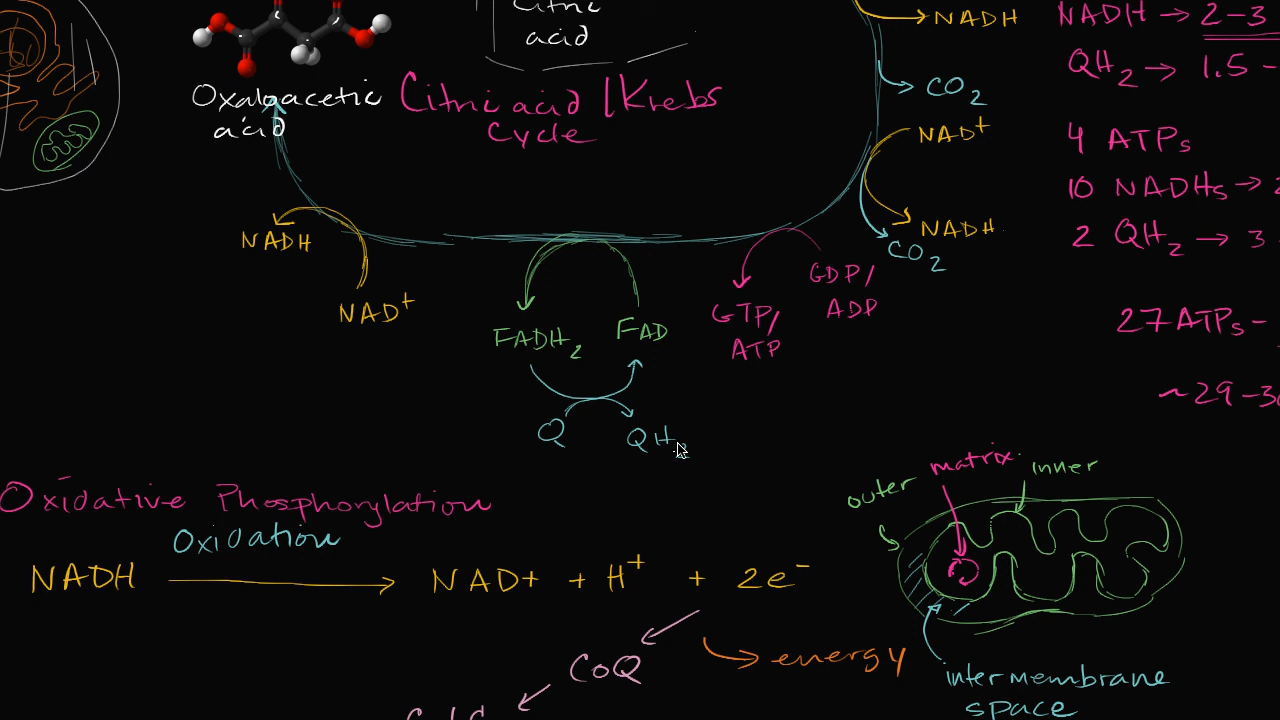 Citric
acid
NADH
NADH → 2-3
QH2 → 1.5 -
Oxaloacetic
acid
Citric acid / Krebs
Cycle
CO2
NAD+
4 ATPs
10 NADHs →
2 QH2 → 3
NADH
CO2
NADH
NAD+
FADH2
FAD
GTP/
ATP
GDP/
ADP
27 ATPs -
~29-30
Q
QH2
Oxidative Phosphorylation
Oxidation
NADH → NAD+ + H+ + 2e-
CoQ
energy
outer
matrix
inner
intermembrane
space